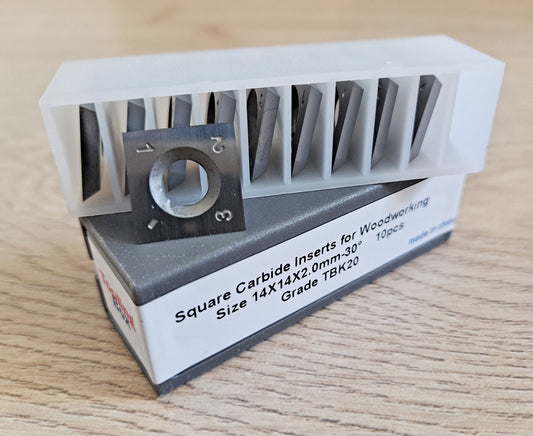 1
2
3
Square Carbide Inserts for Woodworking
Size 14X14X2.0mm-30° 10pcs
Grade TBK20
made in china